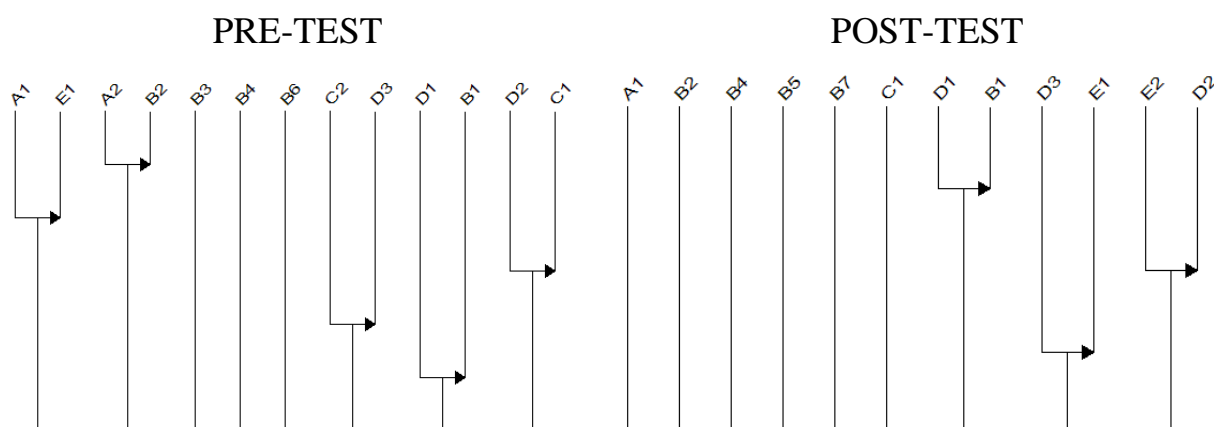 PRE-TEST
POST-TEST
A1 E1 A2 B2 B3 B4 B6 C2 D3 D1 B1 D2 C1
A1 B2 B4 B5 B7 C1 D1 B1 D3 E1 E2 D2